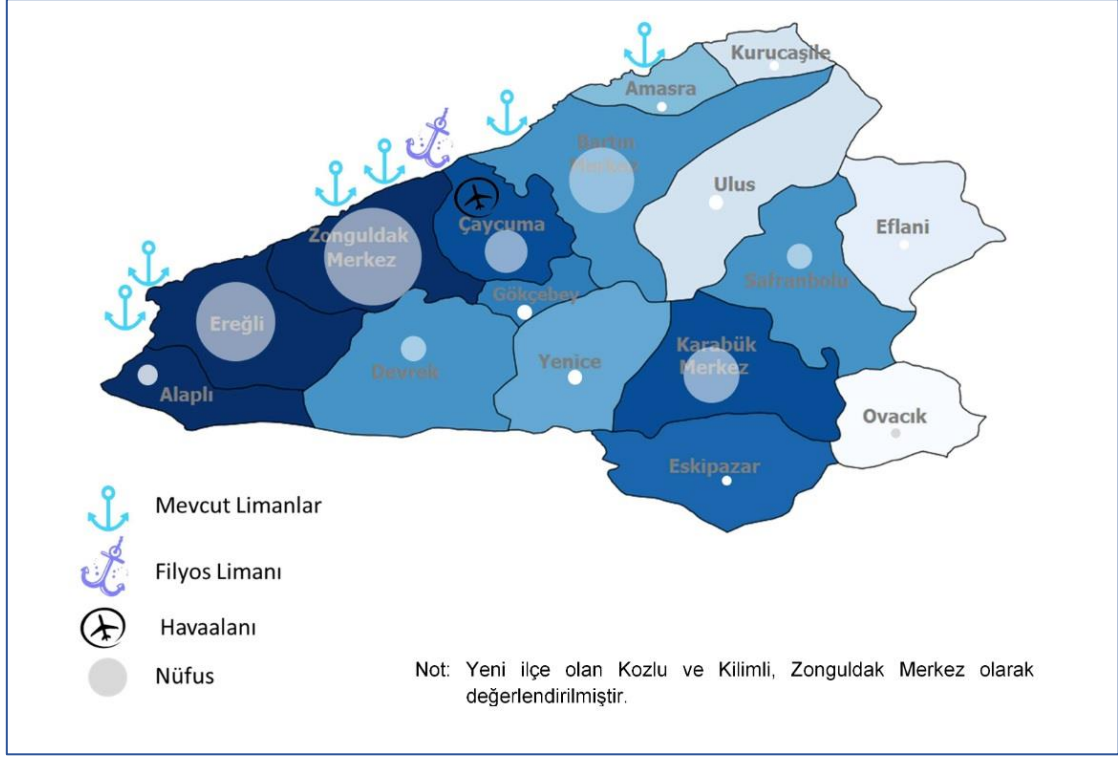 Kurucaşile
Amasra
Bartın
Merkez
Ulus
Eflani
Çaycuma
Zonguldak
Merkez
Safranbolu
Gökçebey
Ereğli
Karabük
Merkez
Yenice
Devrek
Alaplı
Ovacık
Eskipazar
Mevcut Limanlar
Filyos Limanı
Havaalanı
Nüfus
Not: Yeni ilçe olan Kozlu ve Kilimli, Zonguldak Merkez olarak
değerlendirilmiştir.